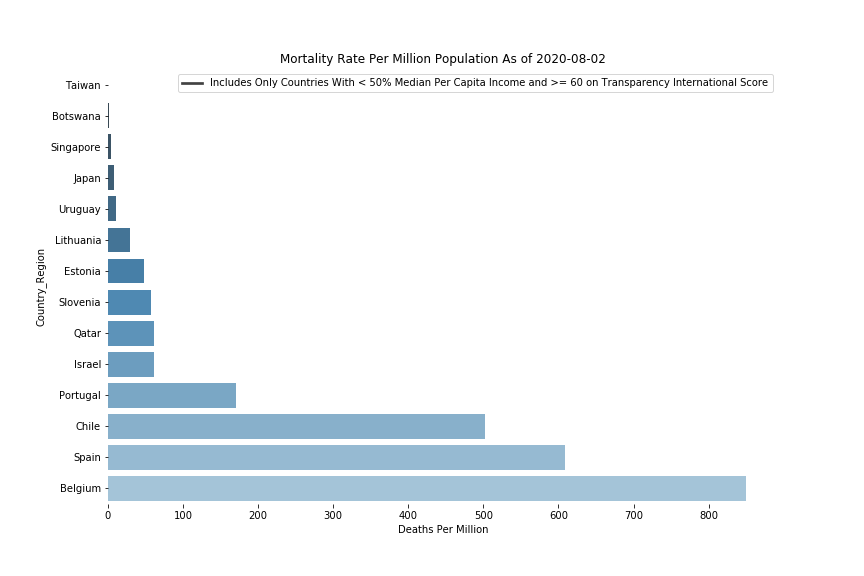 Mortality Rate Per Million Population As of 2020-08-02
Includes Only Countries With < 50% Median Per Capita Income and >= 60 on Transparency International Score
Country_Region
Taiwan
Botswana
Singapore
Japan
Uruguay
Lithuania
Estonia
Slovenia
Qatar
Israel
Portugal
Chile
Spain
Belgium
0 100 200 300 400 500 600 700 800
Deaths Per Million